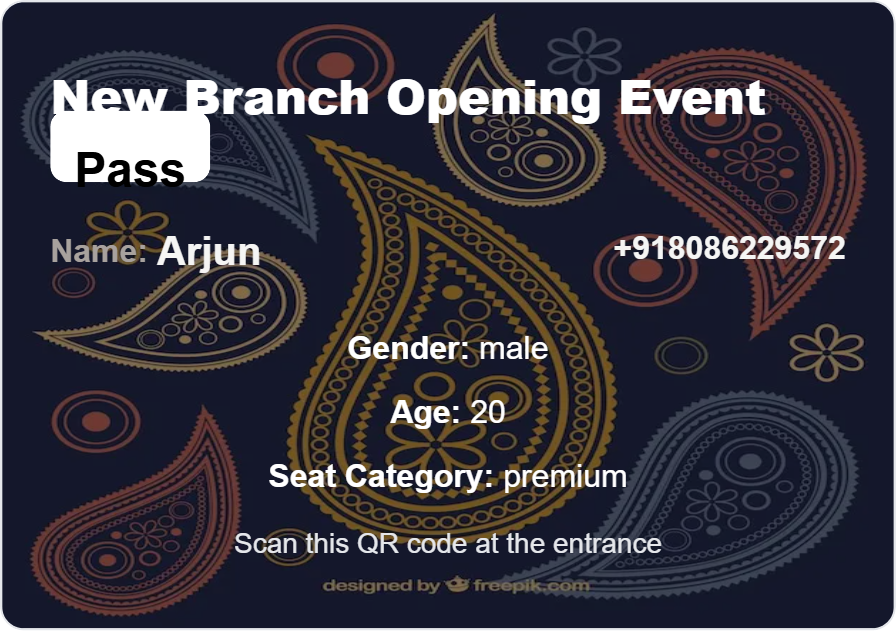 New Branch Opening Event
Pass
Name: Arjun
+918086229572
Gender: male
Age: 20
Seat Category: premium
Scan this QR code at the entrance
designed by freepik.com